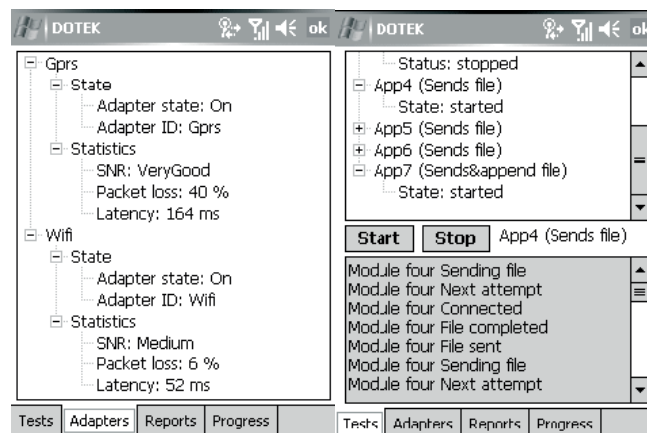 DOTEK
ok
Gprs
State
Adapter state: On
Adapter ID: Gprs
Statistics
SNR: VeryGood
Packet loss: 40 %
Latency: 164 ms
Wifi
State
Adapter state: On
Adapter ID: Wifi
Statistics
SNR: Medium
Packet loss: 6 %
Latency: 52 ms
Tests Adapters Reports Progress
DOTEK
ok
Status: stopped
App4 (Sends file)
State: started
App5 (Sends file)
App6 (Sends file)
App7 (Sends&append file)
State: started
Start Stop App4 (Sends file)
Module four Sending file
Module four Next attempt
Module four Connected
Module four File completed
Module four File sent
Module four Sending file
Module four Next attempt
Tests Adapters Reports Progress